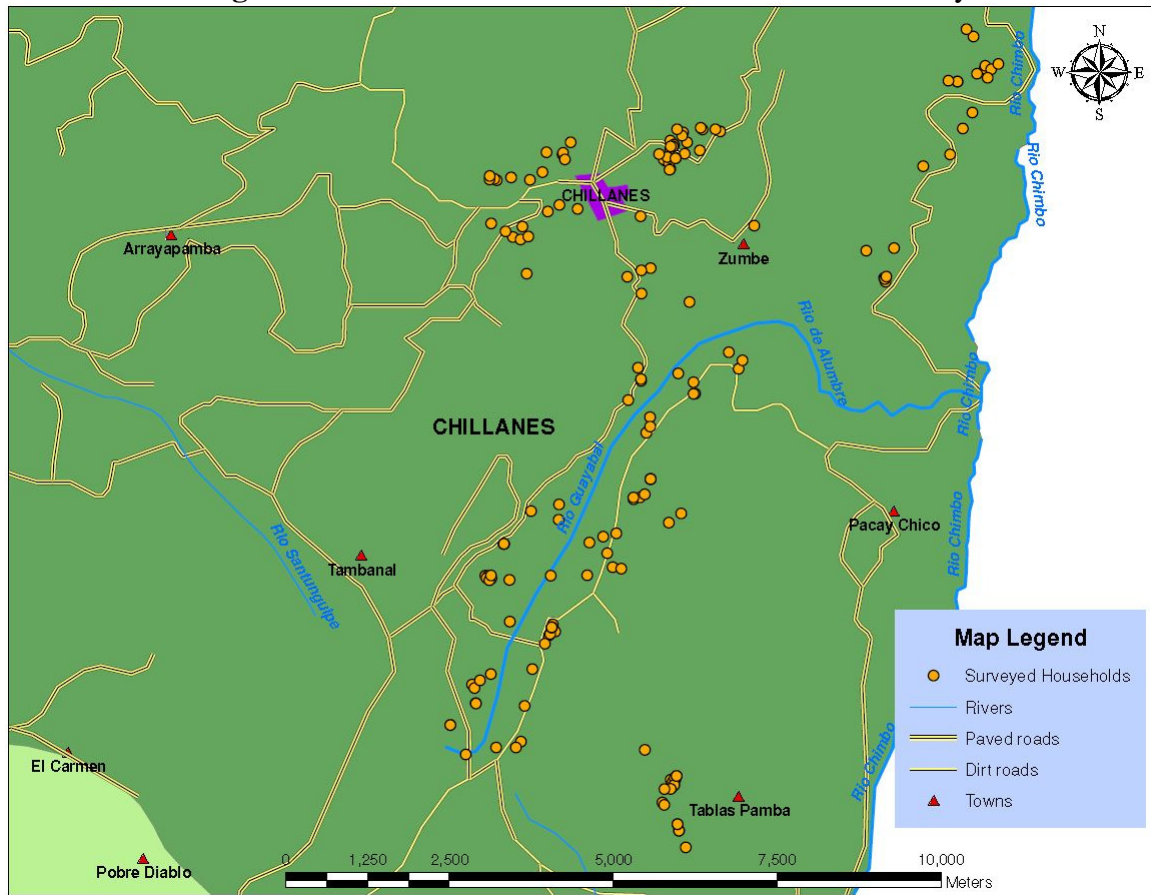 N
W
E
S
Rio Chimbo
Rio Chimbo
CHILLANES
Arrayapamba
Zumbe
Rio de Alumbre
Rio Chimbo
CHILLANES
Rio Guayabal
Pacay Chico
Rio Chimbo
Rio Santunguipe
Tambanal
Map Legend
Surveyed Households
Rivers
Paved roads
Dirt roads
Towns
Rio Chimbo
El Carmen
Tablas Pamba
Pobre Diablo
0 1,250 2,500 5,000 7,500 10,000
Meters